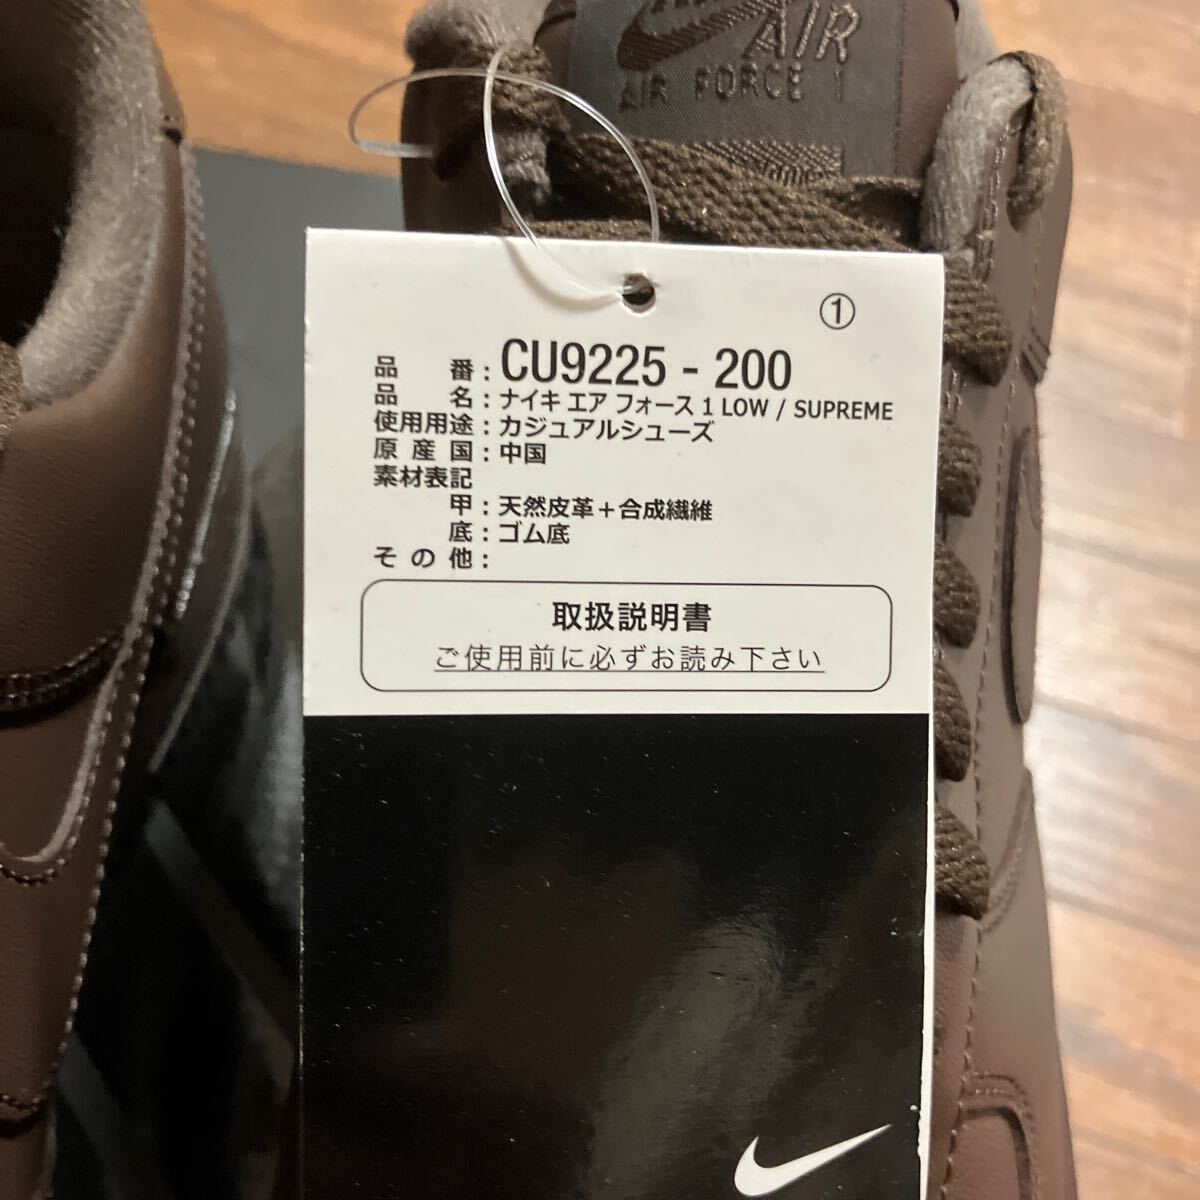 AIR
AIR FORCE 1
①
品番：CU9225 - 200
品名：ナイキ エア フォース 1 LOW / SUPREME
使用用途：カジュアルシューズ
原産国：中国
素材表記
甲：天然皮革＋合成繊維
底：ゴム底
その他：
取扱説明書
ご使用前に必ずお読み下さい